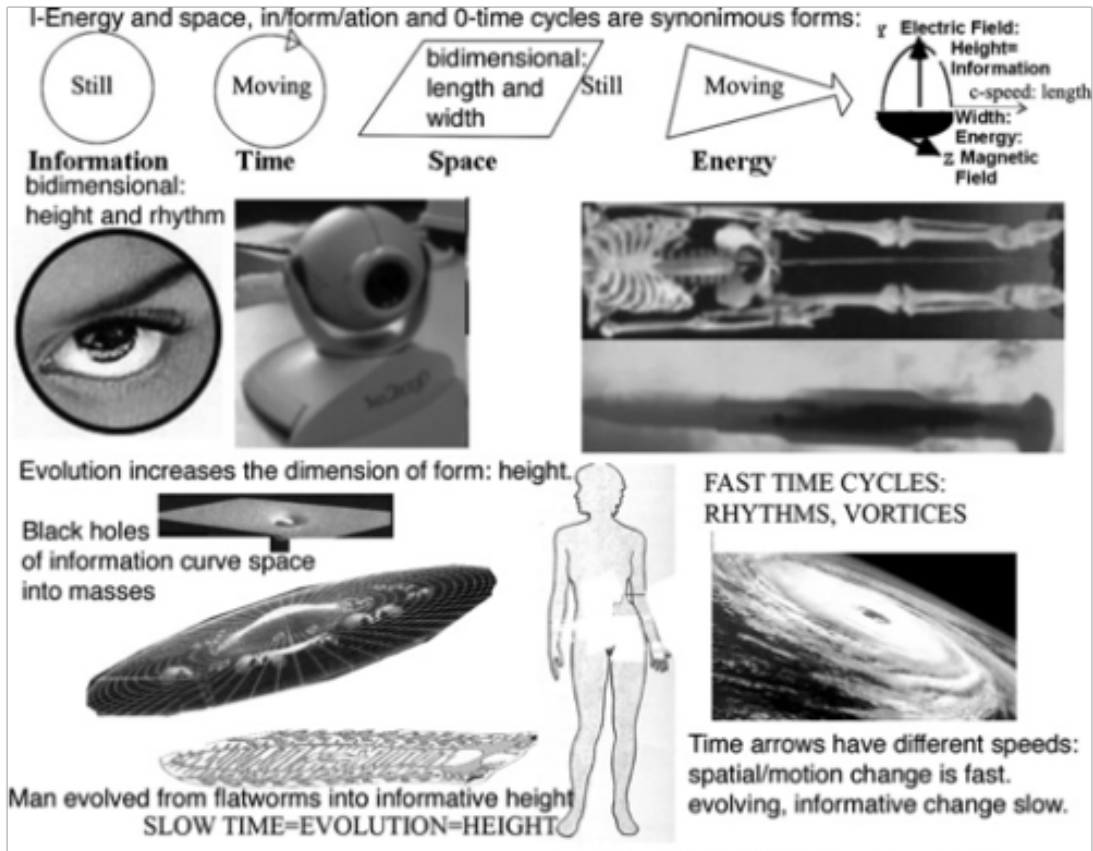 I-Energy and space, in/form/ation and 0-time cycles are synonimous forms:
Still
Moving
bidimensional:
length and
width
Still
Moving
Y Electric Field:
Height=
Information
c-speed: length
Width:
Energy:
Z Magnetic
Field
Information
Time
Space
Energy
bidimensional:
height and rhythm
Evolution increases the dimension of form: height.
Black holes
of information curve space
into masses
FAST TIME CYCLES:
RHYTHMS, VORTICES
Time arrows have different speeds:
spatial/motion change is fast.
evolving, informative change slow.
Man evolved from flatworms into informative height
SLOW TIME=EVOLUTION=HEIGHT